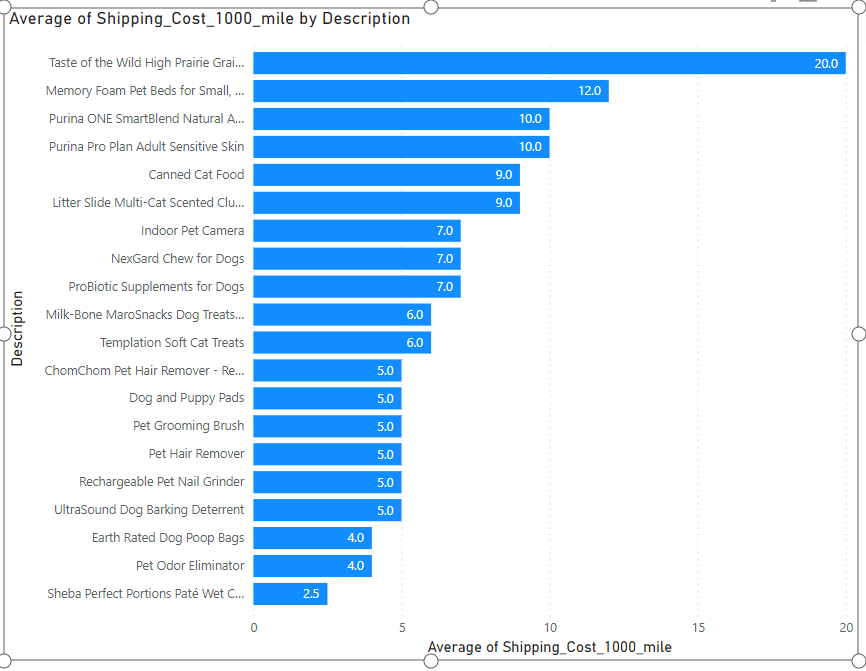 Average of Shipping_Cost_1000_mile by Description
Taste of the Wild High Prairie Grai... 20.0
Memory Foam Pet Beds for Small, ... 12.0
Purina ONE SmartBlend Natural A... 10.0
Purina Pro Plan Adult Sensitive Skin 10.0
Canned Cat Food 9.0
Litter Slide Multi-Cat Scented Clu... 9.0
Indoor Pet Camera 7.0
NexGard Chew for Dogs 7.0
ProBiotic Supplements for Dogs 7.0
Milk-Bone MaroSnacks Dog Treats... 6.0
Templation Soft Cat Treats 6.0
ChomChom Pet Hair Remover - Re... 5.0
Dog and Puppy Pads 5.0
Pet Grooming Brush 5.0
Pet Hair Remover 5.0
Rechargeable Pet Nail Grinder 5.0
UltraSound Dog Barking Deterrent 5.0
Earth Rated Dog Poop Bags 4.0
Pet Odor Eliminator 4.0
Sheba Perfect Portions Paté Wet C... 2.5
Description
0 5 10 15 20
Average of Shipping_Cost_1000_mile